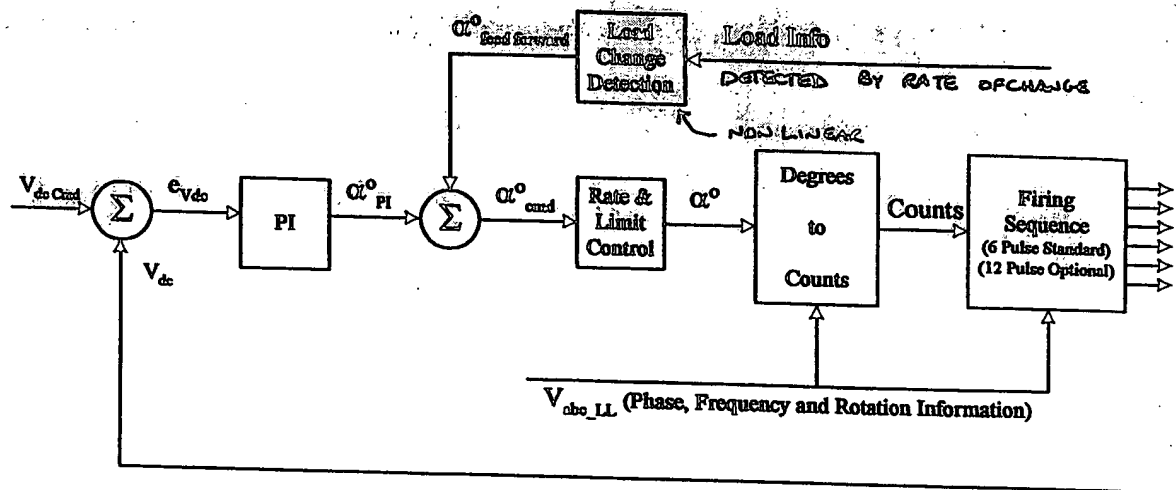 α°feed forward
Load
Change
Detection
Load Info
DETECTED BY RATE OF CHANGE
NON LINEAR
Vdc Cmd
Σ
eVdc
PI
α°PI
Σ
α°cmd
Rate &
Limit
Control
α°
Degrees
to
Counts
Counts
Firing
Sequence
(6 Pulse Standard)
(12 Pulse Optional)
Vdc
Vabc_LL (Phase, Frequency and Rotation Information)